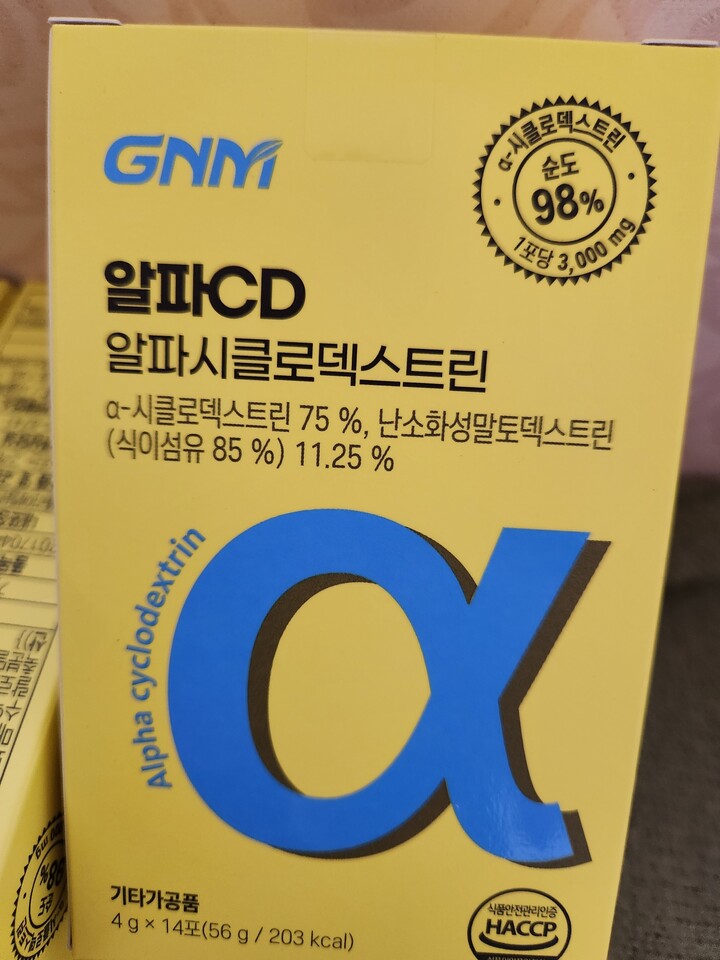 GNM
α-시클로덱스트린
순도
98%
1포당 3,000 mg
알파CD
알파시클로덱스트린
α-시클로덱스트린 75 %, 난소화성말토덱스트린
(식이섬유 85 %) 11.25 %
Alpha cyclodextrin
α
기타가공품
4 g × 14포(56 g / 203 kcal)
식품안전관리인증
HACCP
98%